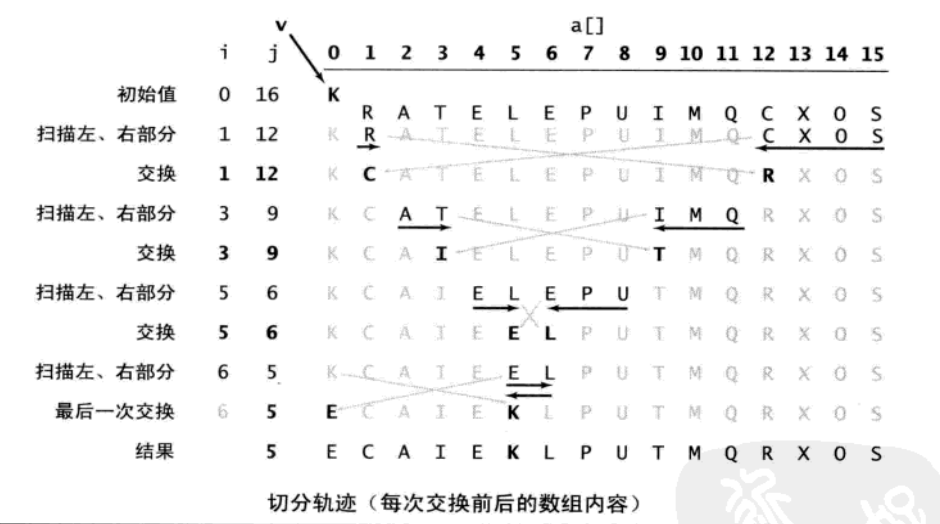 v a[]
i j 0 1 2 3 4 5 6 7 8 9 10 11 12 13 14 15
初始值 0 16 K
R A T E L E P U I M Q C X O S
扫描左、右部分 1 12 K R A T E L E P U I M Q C X O S
交换 1 12 K C A T E L E P U I M Q R X O S
扫描左、右部分 3 9 K C A T E L E P U I M Q R X O S
交换 3 9 K C A I E L E P U T M Q R X O S
扫描左、右部分 5 6 K C A I E L E P U T M Q R X O S
交换 5 6 K C A I E E L P U T M Q R X O S
扫描左、右部分 6 5 K C A I E E L P U T M Q R X O S
最后一次交换 6 5 E C A I E K L P U T M Q R X O S
结果 5 E C A I E K L P U T M Q R X O S
切分轨迹（每次交换前后的数组内容）